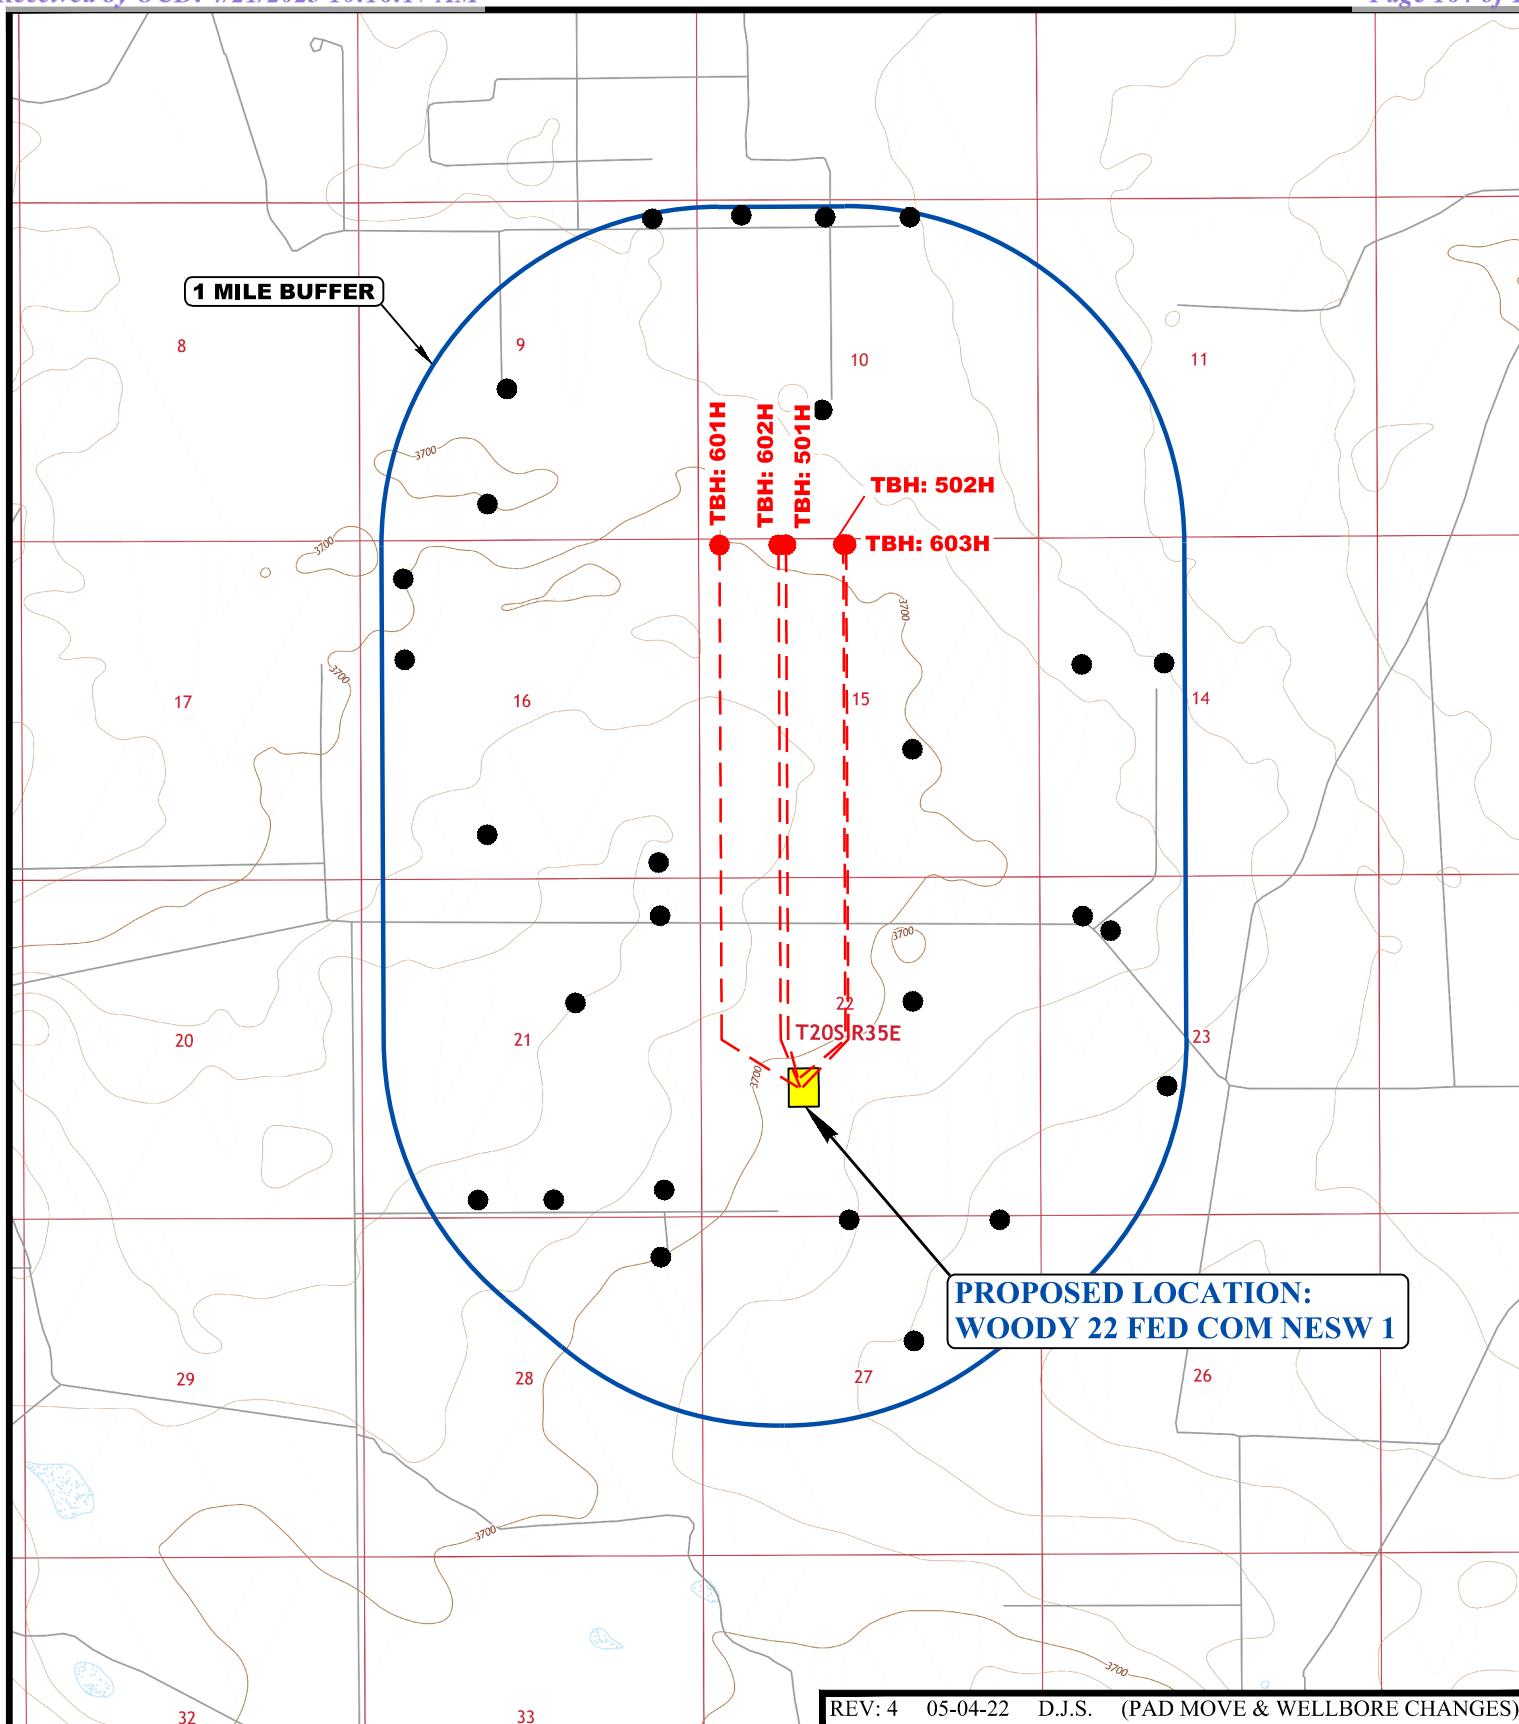 1 MILE BUFFER
8
9
10
11
TBH: 601H
TBH: 602H
TBH: 501H
TBH: 502H
TBH: 603H
3700
3700
3700
3700
17
16
15
14
3700
22
T20S R35E
20
21
23
3700
PROPOSED LOCATION:
WOODY 22 FED COM NESW 1
29
28
27
26
3700
3700
32
33
REV: 4 05-04-22 D.J.S. (PAD MOVE & WELLBORE CHANGES)